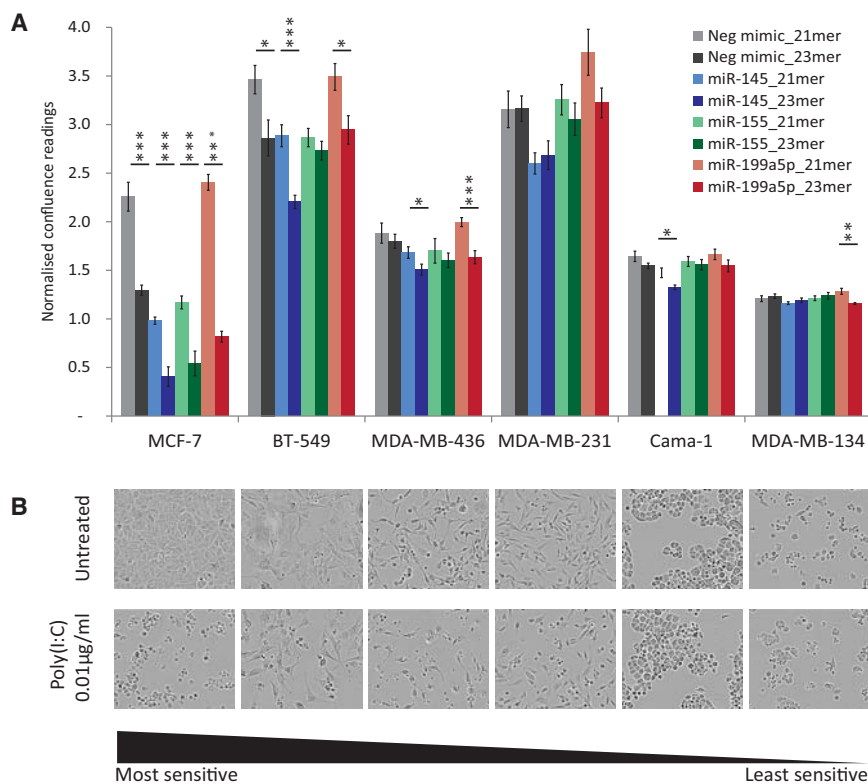 A
Normalised confluence readings
4.0
3.5
3.0
2.5
2.0
1.5
1.0
0.5
-
***
***
***
***
*
***
*
*
***
*
**
Neg mimic_21mer
Neg mimic_23mer
miR-145_21mer
miR-145_23mer
miR-155_21mer
miR-155_23mer
miR-199a5p_21mer
miR-199a5p_23mer
MCF-7 BT-549 MDA-MB-436 MDA-MB-231 Cama-1 MDA-MB-134
B
Untreated
Poly(I:C)
0.01µg/ml
Most sensitive Least sensitive